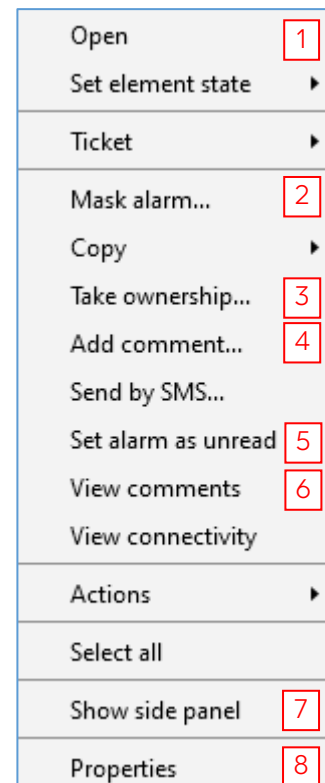 Open 1
Set element state
Ticket
Mask alarm... 2
Copy
Take ownership... 3
Add comment... 4
Send by SMS...
Set alarm as unread 5
View comments 6
View connectivity
Actions
Select all
Show side panel 7
Properties 8